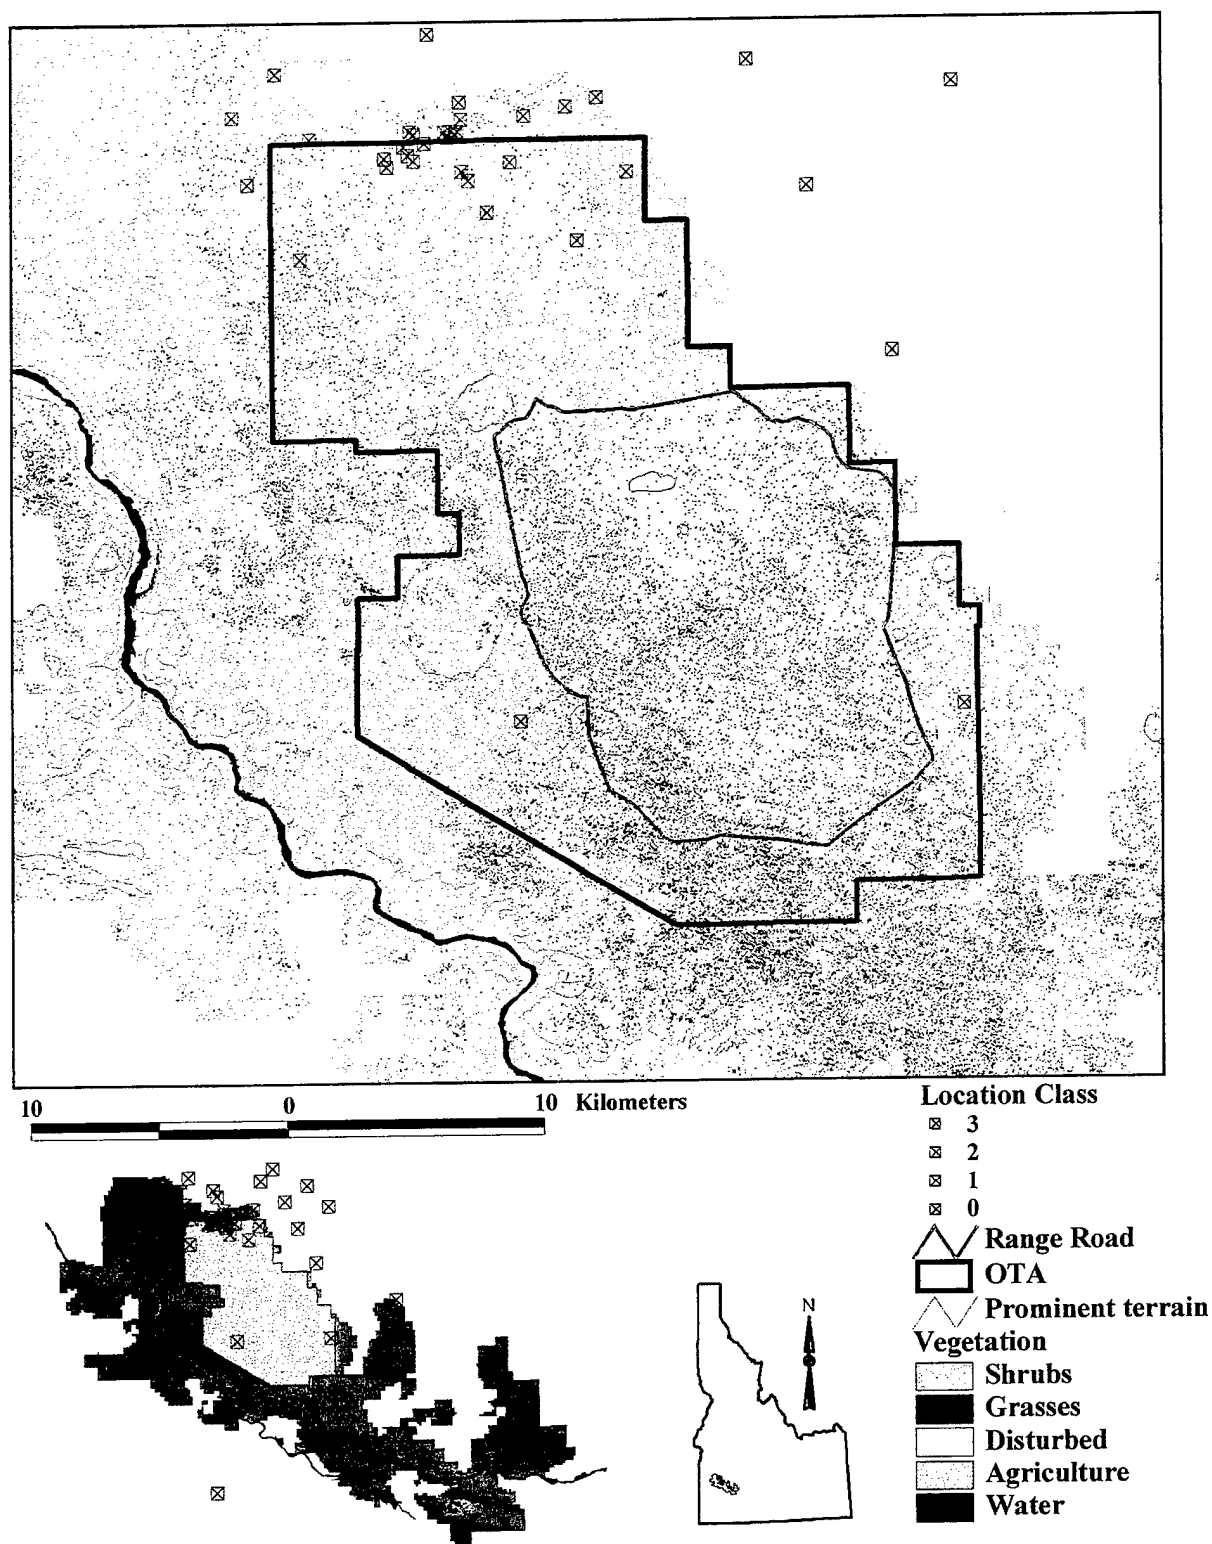 10 0 10 Kilometers
Location Class
3
2
1
0
Range Road
OTA
Prominent terrain
Vegetation
Shrubs
Grasses
Disturbed
Agriculture
Water
N